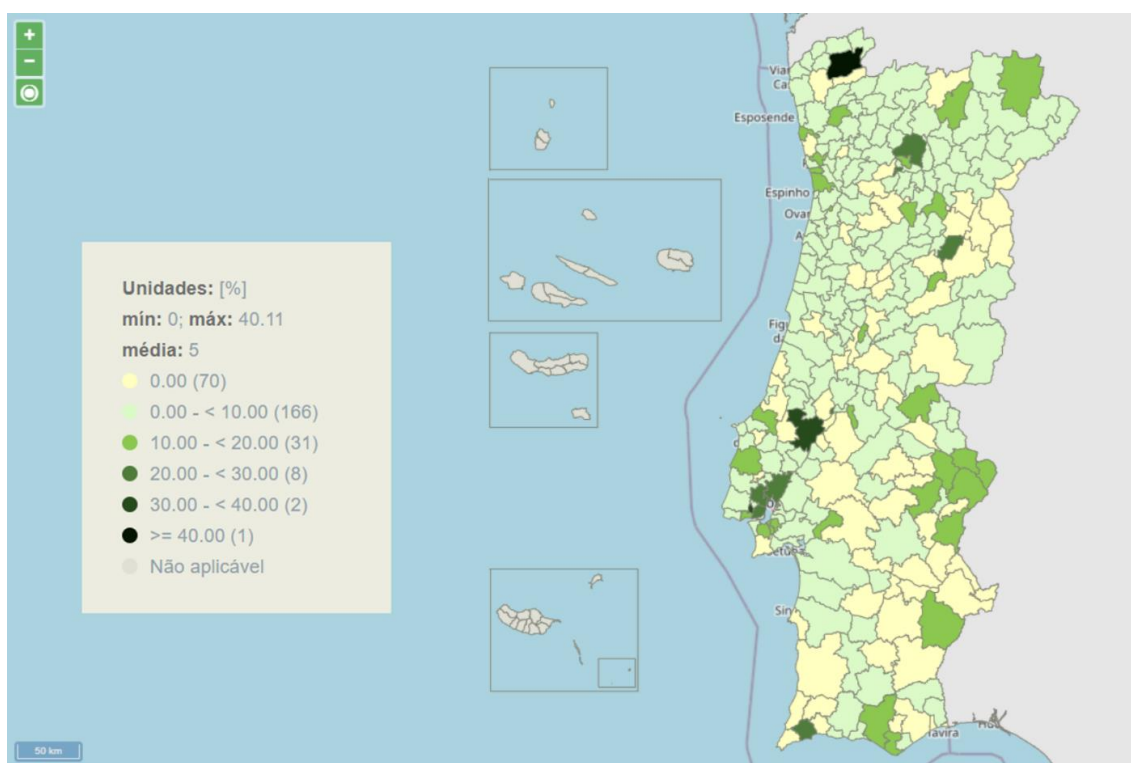 +
−
Esposende
Espinho
Unidades: [%]
mín: 0; máx: 40.11
média: 5
0.00 (70)
0.00 - < 10.00 (166)
10.00 - < 20.00 (31)
20.00 - < 30.00 (8)
30.00 - < 40.00 (2)
>= 40.00 (1)
Não aplicável
50 km